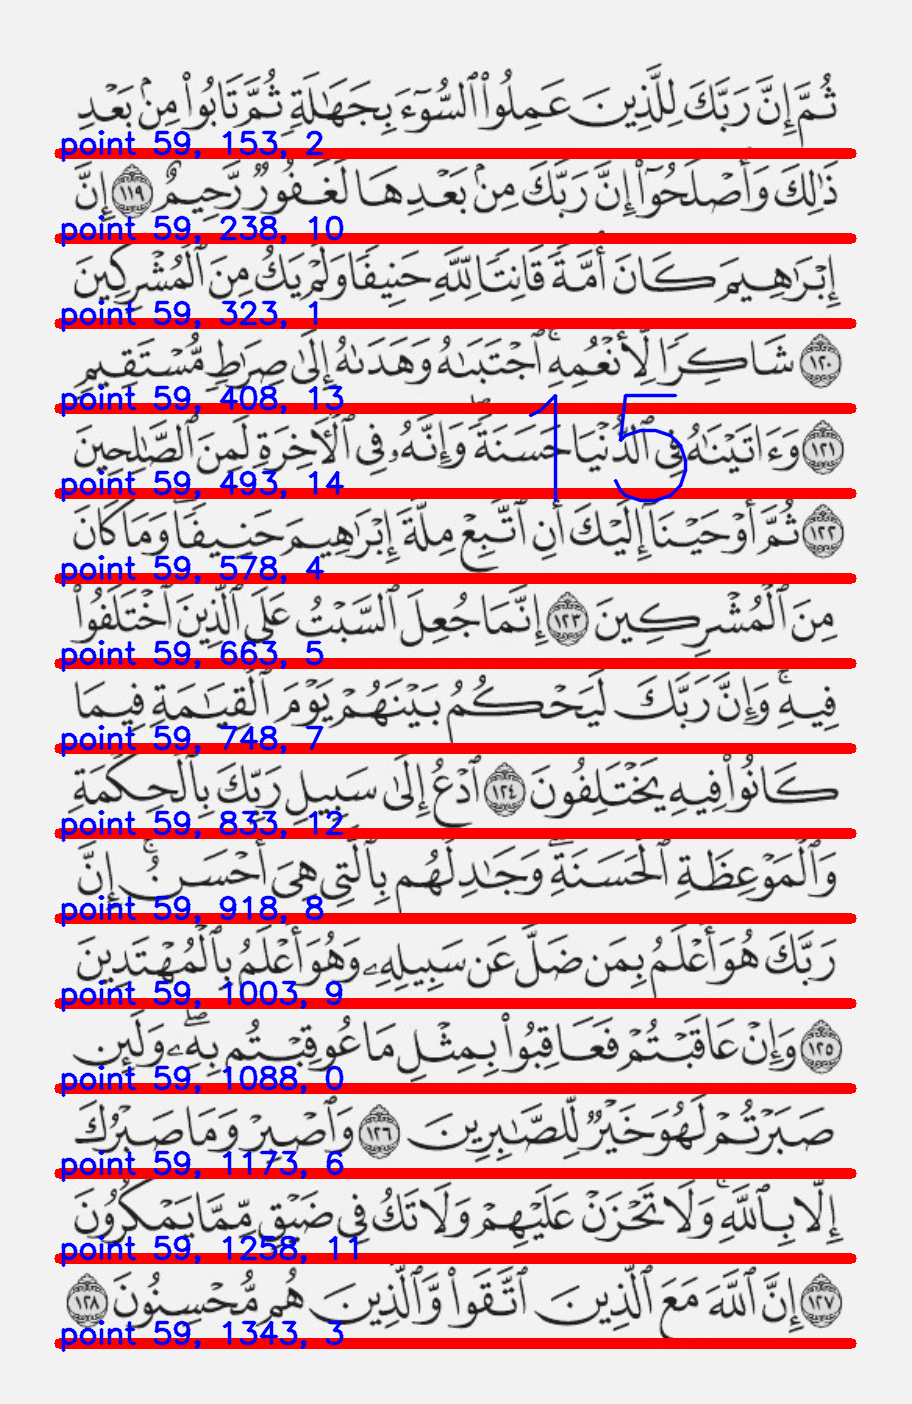 ثُمَّ إِنَّ رَبَّكَ لِلَّذِينَ عَمِلُوا۟ ٱلسُّوٓءَ بِجَهَٰلَةٍ ثُمَّ تَابُوا۟ مِنۢ بَعْدِ
point 59, 153, 2
ذَٰلِكَ وَأَصْلَحُوٓا۟ إِنَّ رَبَّكَ مِنۢ بَعْدِهَا لَغَفُورٌ رَّحِيمٌ ١١٩ إِنَّ
point 59, 238, 10
إِبْرَٰهِيمَ كَانَ أُمَّةً قَانِتًا لِّلَّهِ حَنِيفًا وَلَمْ يَكُ مِنَ ٱلْمُشْرِكِينَ
point 59, 323, 1
١٢٠ شَاكِرًا لِّأَنْعُمِهِ ۚ ٱجْتَبَىٰهُ وَهَدَىٰهُ إِلَىٰ صِرَٰطٍ مُّسْتَقِيمٍ
point 59, 408, 13
15
١٢١ وَءَاتَيْنَٰهُ فِى ٱلدُّنْيَا حَسَنَةً ۖ وَإِنَّهُۥ فِى ٱلْءَاخِرَةِ لَمِنَ ٱلصَّٰلِحِينَ
point 59, 493, 14
١٢٢ ثُمَّ أَوْحَيْنَآ إِلَيْكَ أَنِ ٱتَّبِعْ مِلَّةَ إِبْرَٰهِيمَ حَنِيفًا ۖ وَمَا كَانَ
point 59, 578, 4
مِنَ ٱلْمُشْرِكِينَ ١٢٣ إِنَّمَا جُعِلَ ٱلسَّبْتُ عَلَى ٱلَّذِينَ ٱخْتَلَفُوا۟
point 59, 663, 5
فِيهِ ۚ وَإِنَّ رَبَّكَ لَيَحْكُمُ بَيْنَهُمْ يَوْمَ ٱلْقِيَٰمَةِ فِيمَا
point 59, 748, 7
كَانُوا۟ فِيهِ يَخْتَلِفُونَ ١٢٤ ٱدْعُ إِلَىٰ سَبِيلِ رَبِّكَ بِٱلْحِكْمَةِ
point 59, 833, 12
وَٱلْمَوْعِظَةِ ٱلْحَسَنَةِ ۖ وَجَٰدِلْهُم بِٱلَّتِى هِىَ أَحْسَنُ ۚ إِنَّ
point 59, 918, 8
رَبَّكَ هُوَ أَعْلَمُ بِمَن ضَلَّ عَن سَبِيلِهِۦ وَهُوَ أَعْلَمُ بِٱلْمُهْتَدِينَ
point 59, 1003, 9
١٢٥ وَإِنْ عَاقَبْتُمْ فَعَاقِبُوا۟ بِمِثْلِ مَا عُوقِبْتُم بِهِۦ ۖ وَلَئِن
point 59, 1088, 0
صَبَرْتُمْ لَهُوَ خَيْرٌ لِّلصَّٰبِرِينَ ١٢٦ وَٱصْبِرْ وَمَا صَبْرُكَ
point 59, 1173, 6
إِلَّا بِٱللَّهِ ۚ وَلَا تَحْزَنْ عَلَيْهِمْ وَلَا تَكُ فِى ضَيْقٍ مِّمَّا يَمْكُرُونَ
point 59, 1258, 11
١٢٧ إِنَّ ٱللَّهَ مَعَ ٱلَّذِينَ ٱتَّقَوا۟ وَّٱلَّذِينَ هُم مُّحْسِنُونَ ١٢٨
point 59, 1343, 3